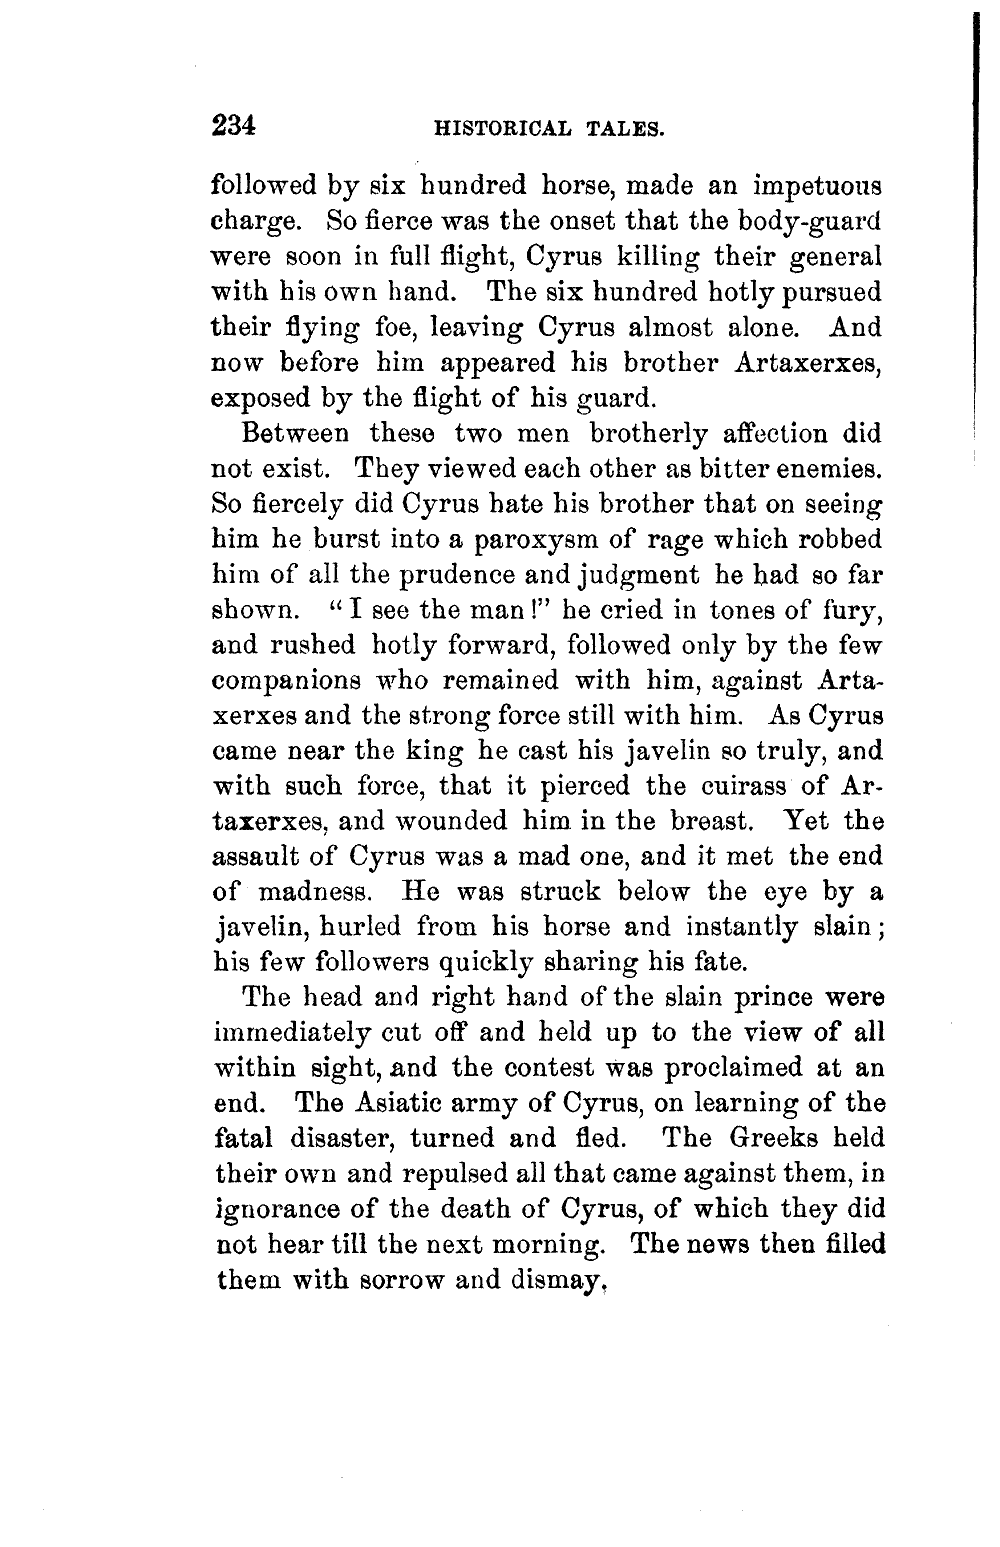 234 HISTORICAL TALES.
followed by six hundred horse, made an impetuous
charge. So fierce was the onset that the body-guard
were soon in full flight, Cyrus killing their general
with his own hand. The six hundred hotly pursued
their flying foe, leaving Cyrus almost alone. And
now before him appeared his brother Artaxerxes,
exposed by the flight of his guard.
Between these two men brotherly affection did
not exist. They viewed each other as bitter enemies.
So fiercely did Cyrus hate his brother that on seeing
him he burst into a paroxysm of rage which robbed
him of all the prudence and judgment he had so far
shown. “I see the man!” he cried in tones of fury,
and rushed hotly forward, followed only by the few
companions who remained with him, against Arta-
xerxes and the strong force still with him. As Cyrus
came near the king he cast his javelin so truly, and
with such force, that it pierced the cuirass of Ar-
taxerxes, and wounded him in the breast. Yet the
assault of Cyrus was a mad one, and it met the end
of madness. He was struck below the eye by a
javelin, hurled from his horse and instantly slain;
his few followers quickly sharing his fate.
The head and right hand of the slain prince were
immediately cut off and held up to the view of all
within sight, and the contest was proclaimed at an
end. The Asiatic army of Cyrus, on learning of the
fatal disaster, turned and fled. The Greeks held
their own and repulsed all that came against them, in
ignorance of the death of Cyrus, of which they did
not hear till the next morning. The news then filled
them with sorrow and dismay.